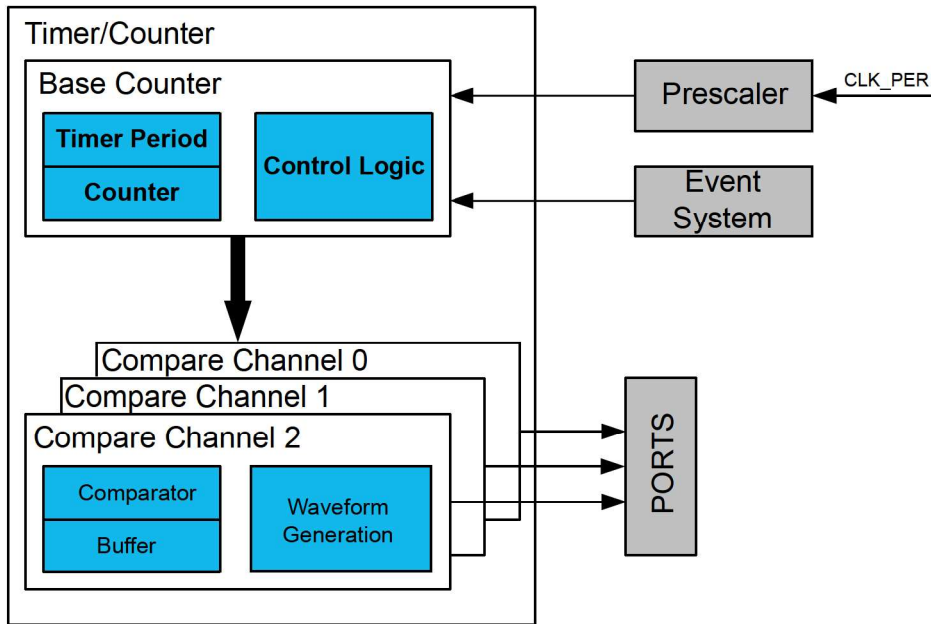 Timer/Counter
Base Counter
Timer Period
Counter
Control Logic
Prescaler
CLK_PER
Event
System
Compare Channel 0
Compare Channel 1
Compare Channel 2
Comparator
Buffer
Waveform
Generation
PORTS